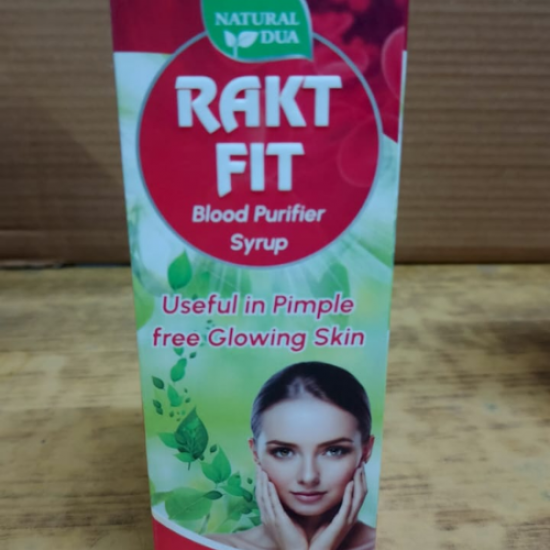 NATURAL
DUA
RAKT
FIT
Blood Purifier
Syrup
Useful in Pimple
free Glowing Skin